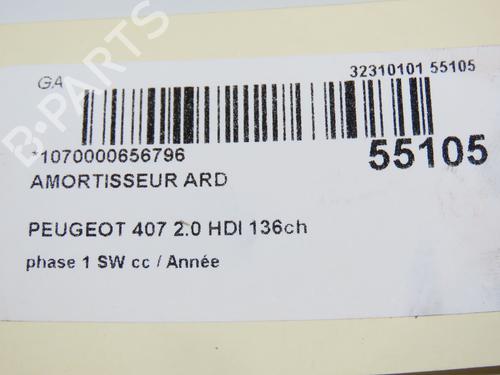 B-PARTS
GA
32310101 55105
*1070000656796
55105
AMORTISSEUR ARD
PEUGEOT 407 2.0 HDI 136ch
phase 1 SW cc / Année